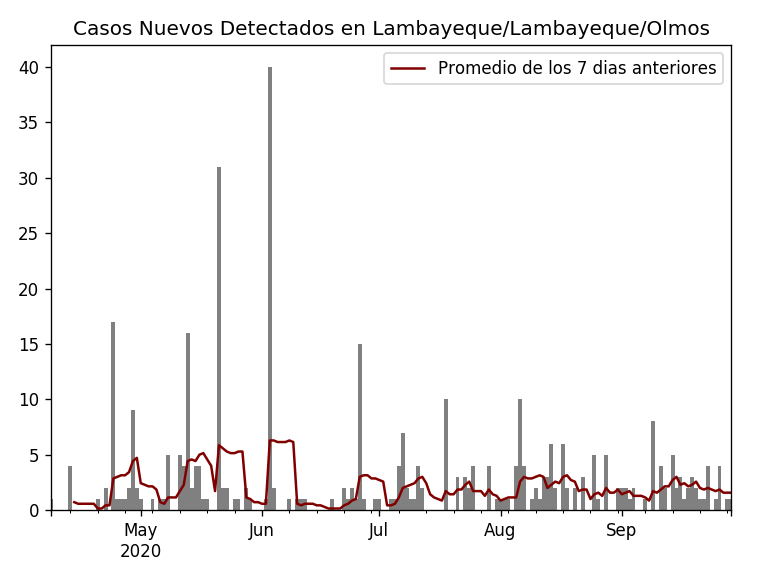 Casos Nuevos Detectados en Lambayeque/Lambayeque/Olmos
Promedio de los 7 dias anteriores
40
35
30
25
20
15
10
5
0
May
2020
Jun
Jul
Aug
Sep